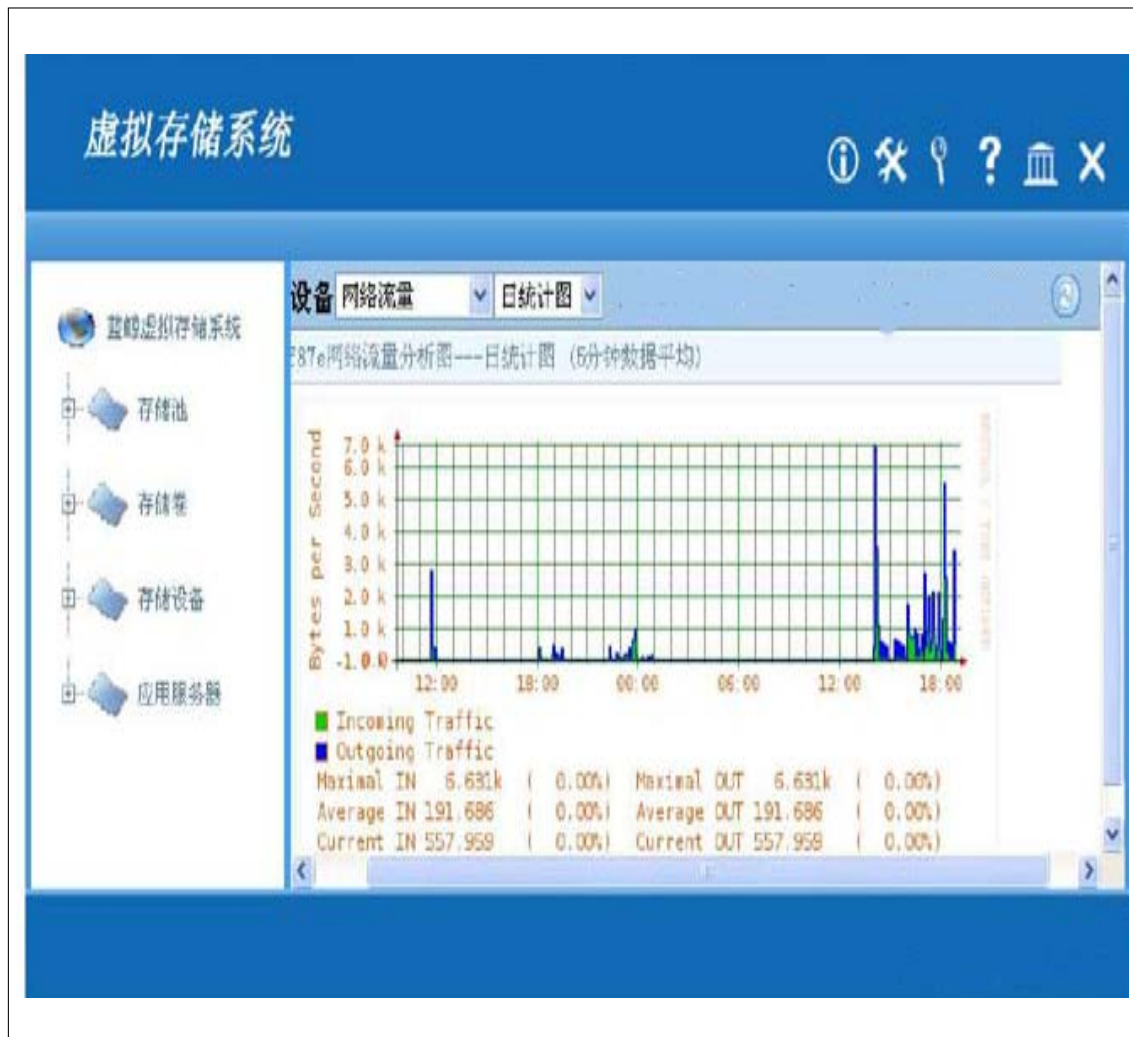 虚拟存储系统
设备 网络流量 日统计图
蓝鲸虚拟存储系统
存储池
存储卷
存储设备
应用服务器
F87e网络流量分析图---日统计图 (5分钟数据平均)
Bytes per Second
7.0 k
6.0 k
5.0 k
4.0 k
3.0 k
2.0 k
1.0 k
12:00 18:00 00:00 06:00 12:00 18:00
Incoming Traffic
Outgoing Traffic
Maximal IN 6.631k ( 0.00%) Maximal OUT 6.631k ( 0.00%)
Average IN 191.686 ( 0.00%) Average OUT 191.686 ( 0.00%)
Current IN 557.959 ( 0.00%) Current OUT 557.959 ( 0.00%)